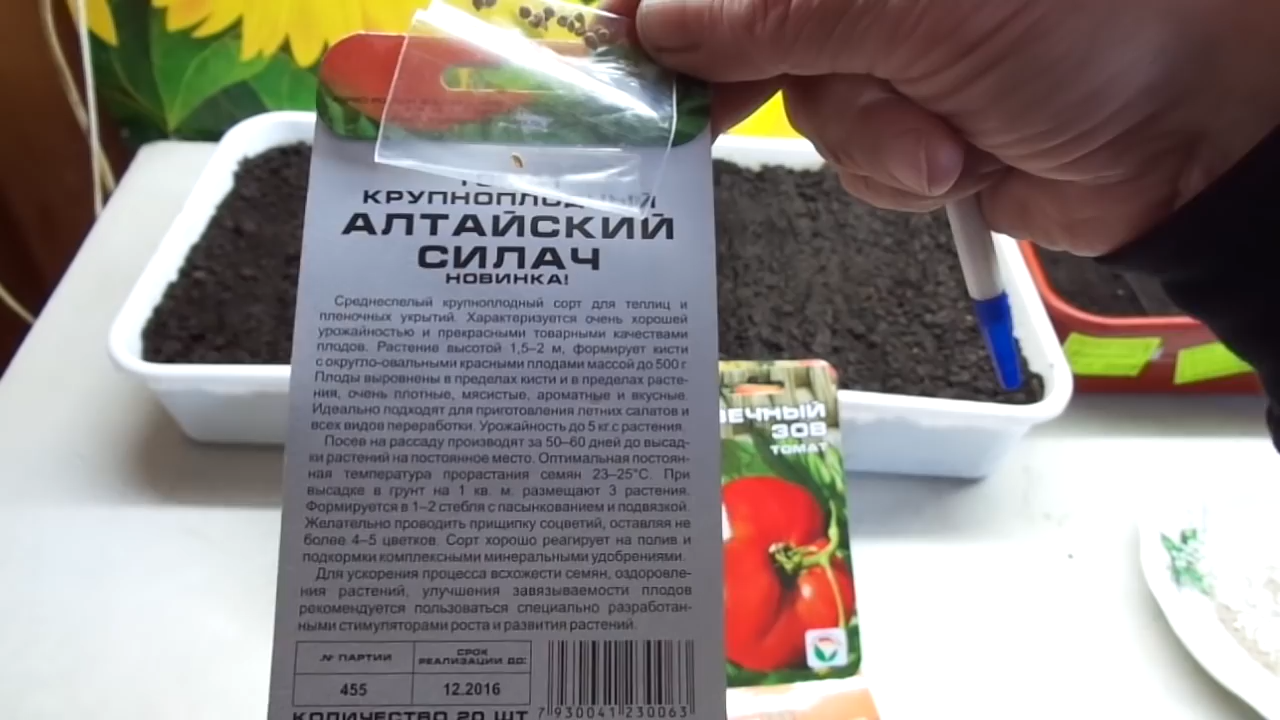 КРУПНОПЛОДНЫЙ
АЛТАЙСКИЙ
СИЛАЧ
НОВИНКА!
Среднеспелый крупноплодный сорт для теплиц и
пленочных укрытий. Характеризуется очень хорошей
урожайностью и прекрасными товарными качествами
плодов. Растение высотой 1,5–2 м, формирует кисти
с округло-овальными красными плодами массой до 500 г.
Плоды выровнены в пределах кисти и в пределах расте-
ния, очень плотные, мясистые, ароматные и вкусные.
Идеально подходят для приготовления летних салатов и
всех видов переработки. Урожайность до 5 кг с растения.
Посев на рассаду производят за 50–60 дней до высад-
ки растений на постоянное место. Оптимальная постоян-
ная температура прорастания семян 23–25°С. При
высадке в грунт на 1 кв. м. размещают 3 растения.
Формируется в 1–2 стебля с пасынкованием и подвязкой.
Желательно проводить прищипку соцветий, оставляя не
более 4–5 цветков. Сорт хорошо реагирует на полив и
подкормки комплексными минеральными удобрениями.
Для ускорения процесса всхожести семян, оздоровле-
ния растений, улучшения завязываемости плодов
рекомендуется пользоваться специально разработан-
ными стимуляторами роста и развития растений.
№ ПАРТИИ
СРОК
РЕАЛИЗАЦИИ ДО:
455
12.2016
КОЛИЧЕСТВО 20 ШТ
7 930041 230063
ВЕЧНЫЙ
ЗОВ
ТОМАТ